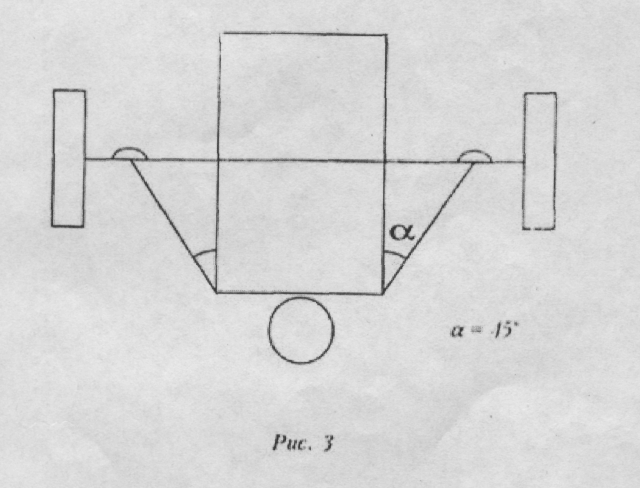 α
α = 45°
Рис. 3